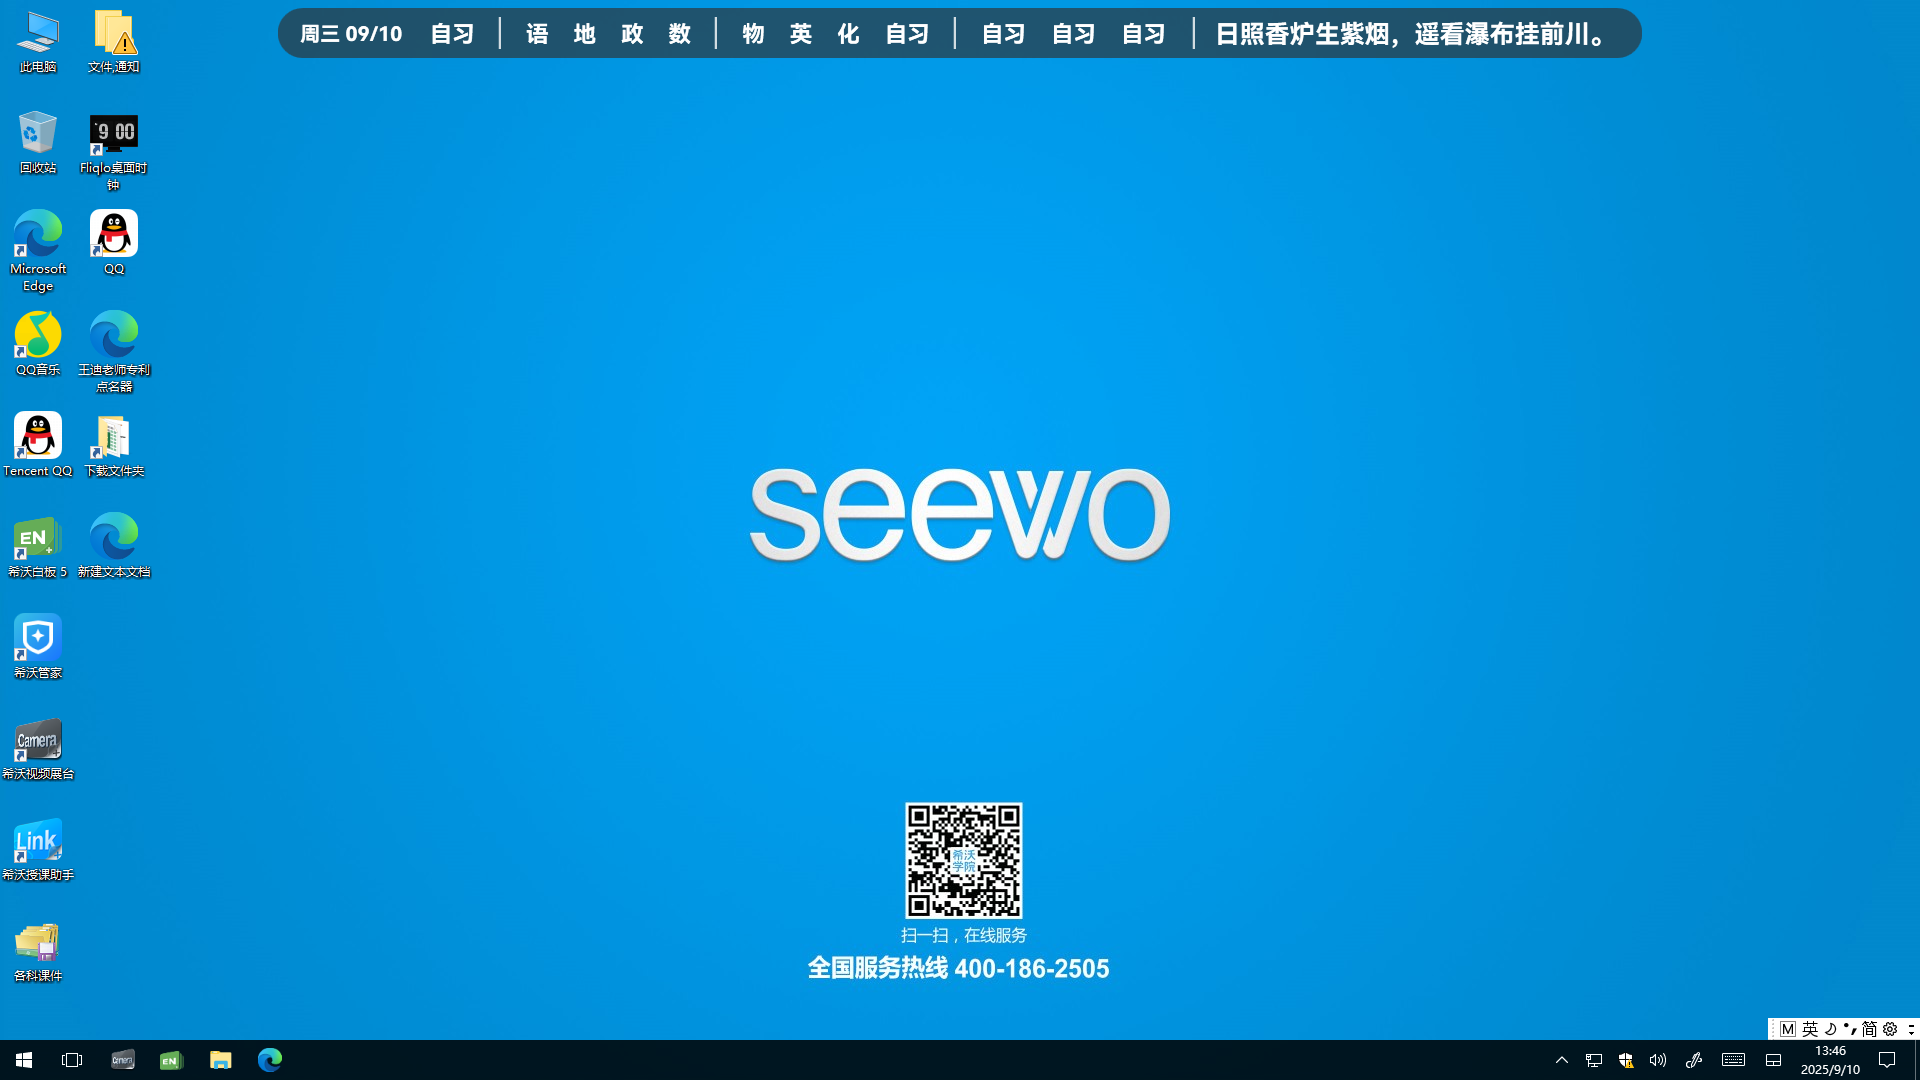 周三 09/10 自习 | 语 地 政 数 | 物 英 化 自习 | 自习 自习 自习 | 日照香炉生紫烟，遥看瀑布挂前川。
此电脑
文件,通知
回收站
9 00
Fliqlo桌面时
钟
Microsoft
Edge
QQ
QQ音乐
王迪老师专利
点名器
Tencent QQ
下载文件夹
EN
希沃白板 5
新建文本文档
希沃管家
Camera
希沃视频展台
Link
希沃授课助手
各科课件
seewo
希沃
学院
扫一扫，在线服务
全国服务热线 400-186-2505
M 英 简
Camera
EN
13:46
2025/9/10